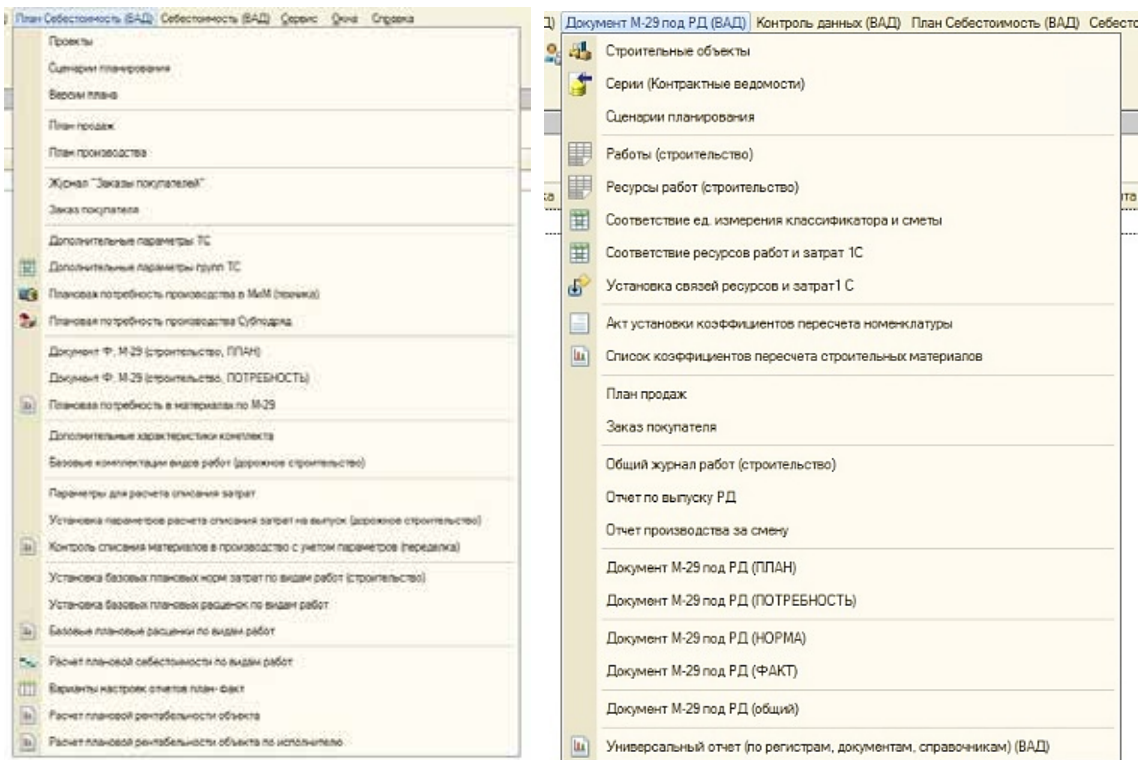 План Себестоимость (ВАД) Себестоимость (ВАД) Сервис Окна Справка
Проекты
Сценарии планирования
Версии плана
План продаж
План производства
Журнал "Заказы покупателей"
Заказ покупателя
Дополнительные параметры ТС
Дополнительные параметры групп ТС
Плановая потребность производства в МиМ (техника)
Плановая потребность производства Субподряд
Документ Ф. М-29 (строительство, ПЛАН)
Документ Ф. М-29 (строительство, ПОТРЕБНОСТЬ)
Плановая потребность в материалах по М-29
Дополнительные характеристики комплекта
Базовые комплектации видов работ (дорожное строительство)
Параметры для расчета списания затрат
Установка параметров расчета списания затрат на выпуск (дорожное строительство)
Контроль списания материалов в производство с учетом параметров (переделка)
Установка базовых плановых норм затрат по видам работ (строительство)
Установка базовых плановых расценок по видам работ
Базовые плановые расценки по видам работ
Расчет плановой себестоимости по видам работ
Варианты настроек отчетов план-факт
Расчет плановой рентабельности объекта
Расчет плановой рентабельности объекта по исполнителю
Д) Документ М-29 под РД (ВАД) Контроль данных (ВАД) План Себестоимость (ВАД) Себесто
Строительные объекты
Серии (Контрактные ведомости)
Сценарии планирования
Работы (строительство)
Ресурсы работ (строительство)
Соответствие ед. измерения классификатора и сметы
Соответствие ресурсов работ и затрат 1С
Установка связей ресурсов и затрат1 С
Акт установки коэффициентов пересчета номенклатуры
Список коэффициентов пересчета строительных материалов
План продаж
Заказ покупателя
Общий журнал работ (строительство)
Отчет по выпуску РД
Отчет производства за смену
Документ М-29 под РД (ПЛАН)
Документ М-29 под РД (ПОТРЕБНОСТЬ)
Документ М-29 под РД (НОРМА)
Документ М-29 под РД (ФАКТ)
Документ М-29 под РД (общий)
Универсальный отчет (по регистрам, документам, справочникам) (ВАД)